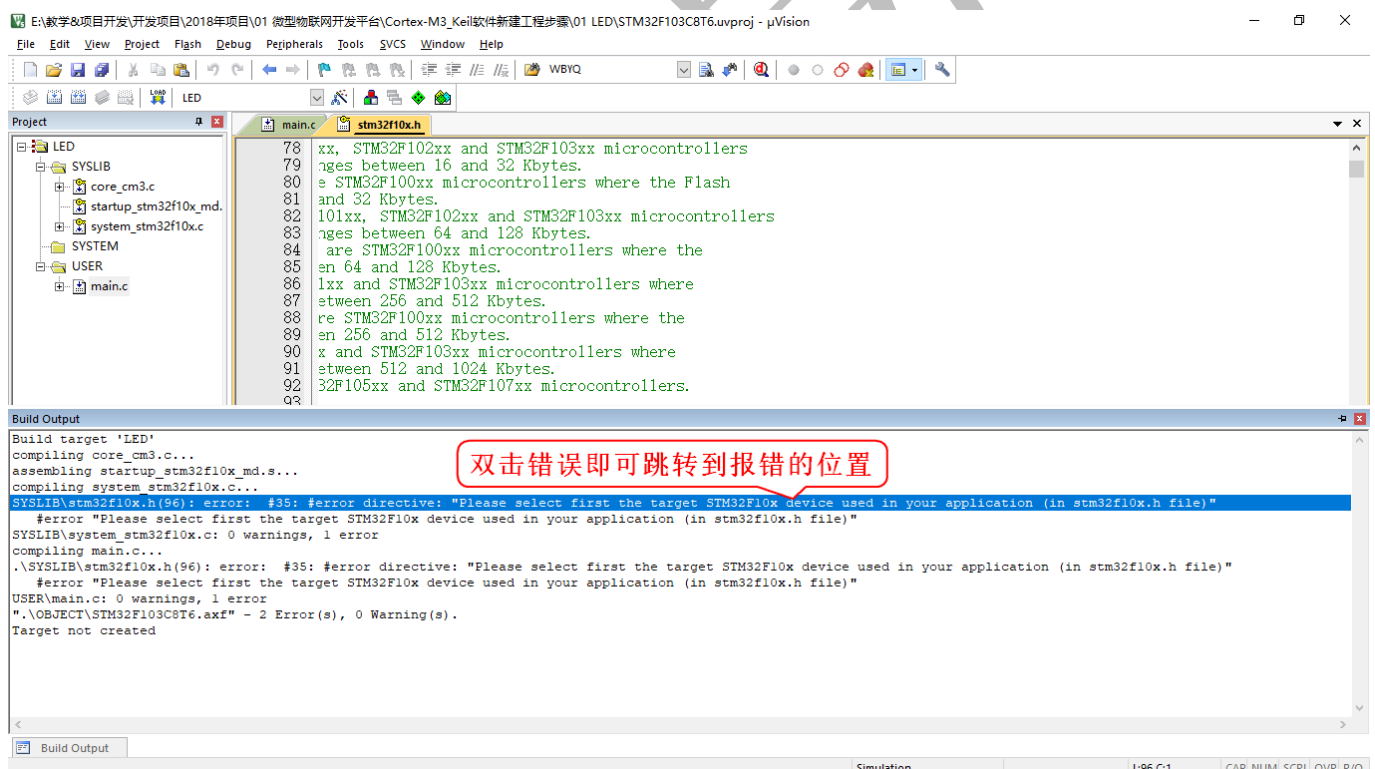 E:\教学&项目开发\开发项目\2018年项目\01 微型物联网开发平台\Cortex-M3_Keil软件新建工程步骤\01 LED\STM32F103C8T6.uvproj - µVision
File Edit View Project Flash Debug Peripherals Tools SVCS Window Help
WBYQ
LOAD LED
Project
main.c stm32f10x.h
LED
SYSLIB
core_cm3.c
startup_stm32f10x_md.
system_stm32f10x.c
SYSTEM
USER
main.c
78 xx, STM32F102xx and STM32F103xx microcontrollers
79 nges between 16 and 32 Kbytes.
80 e STM32F100xx microcontrollers where the Flash
81 and 32 Kbytes.
82 101xx, STM32F102xx and STM32F103xx microcontrollers
83 nges between 64 and 128 Kbytes.
84 are STM32F100xx microcontrollers where the
85 en 64 and 128 Kbytes.
86 1xx and STM32F103xx microcontrollers where
87 etween 256 and 512 Kbytes.
88 re STM32F100xx microcontrollers where the
89 en 256 and 512 Kbytes.
90 x and STM32F103xx microcontrollers where
91 etween 512 and 1024 Kbytes.
92 32F105xx and STM32F107xx microcontrollers.
93
Build Output
Build target 'LED'
compiling core_cm3.c...
assembling startup_stm32f10x_md.s...
compiling system_stm32f10x.c...
双击错误即可跳转到报错的位置
SYSLIB\stm32f10x.h(96): error:  #35: #error directive: "Please select first the target STM32F10x device used in your application (in stm32f10x.h file)"
#error "Please select first the target STM32F10x device used in your application (in stm32f10x.h file)"
SYSLIB\system_stm32f10x.c: 0 warnings, 1 error
compiling main.c...
.\SYSLIB\stm32f10x.h(96): error:  #35: #error directive: "Please select first the target STM32F10x device used in your application (in stm32f10x.h file)"
#error "Please select first the target STM32F10x device used in your application (in stm32f10x.h file)"
USER\main.c: 0 warnings, 1 error
".\OBJECT\STM32F103C8T6.axf" - 2 Error(s), 0 Warning(s).
Target not created
Build Output
Simulation L:96 C:1 CAP NUM SCRL OVR R/O